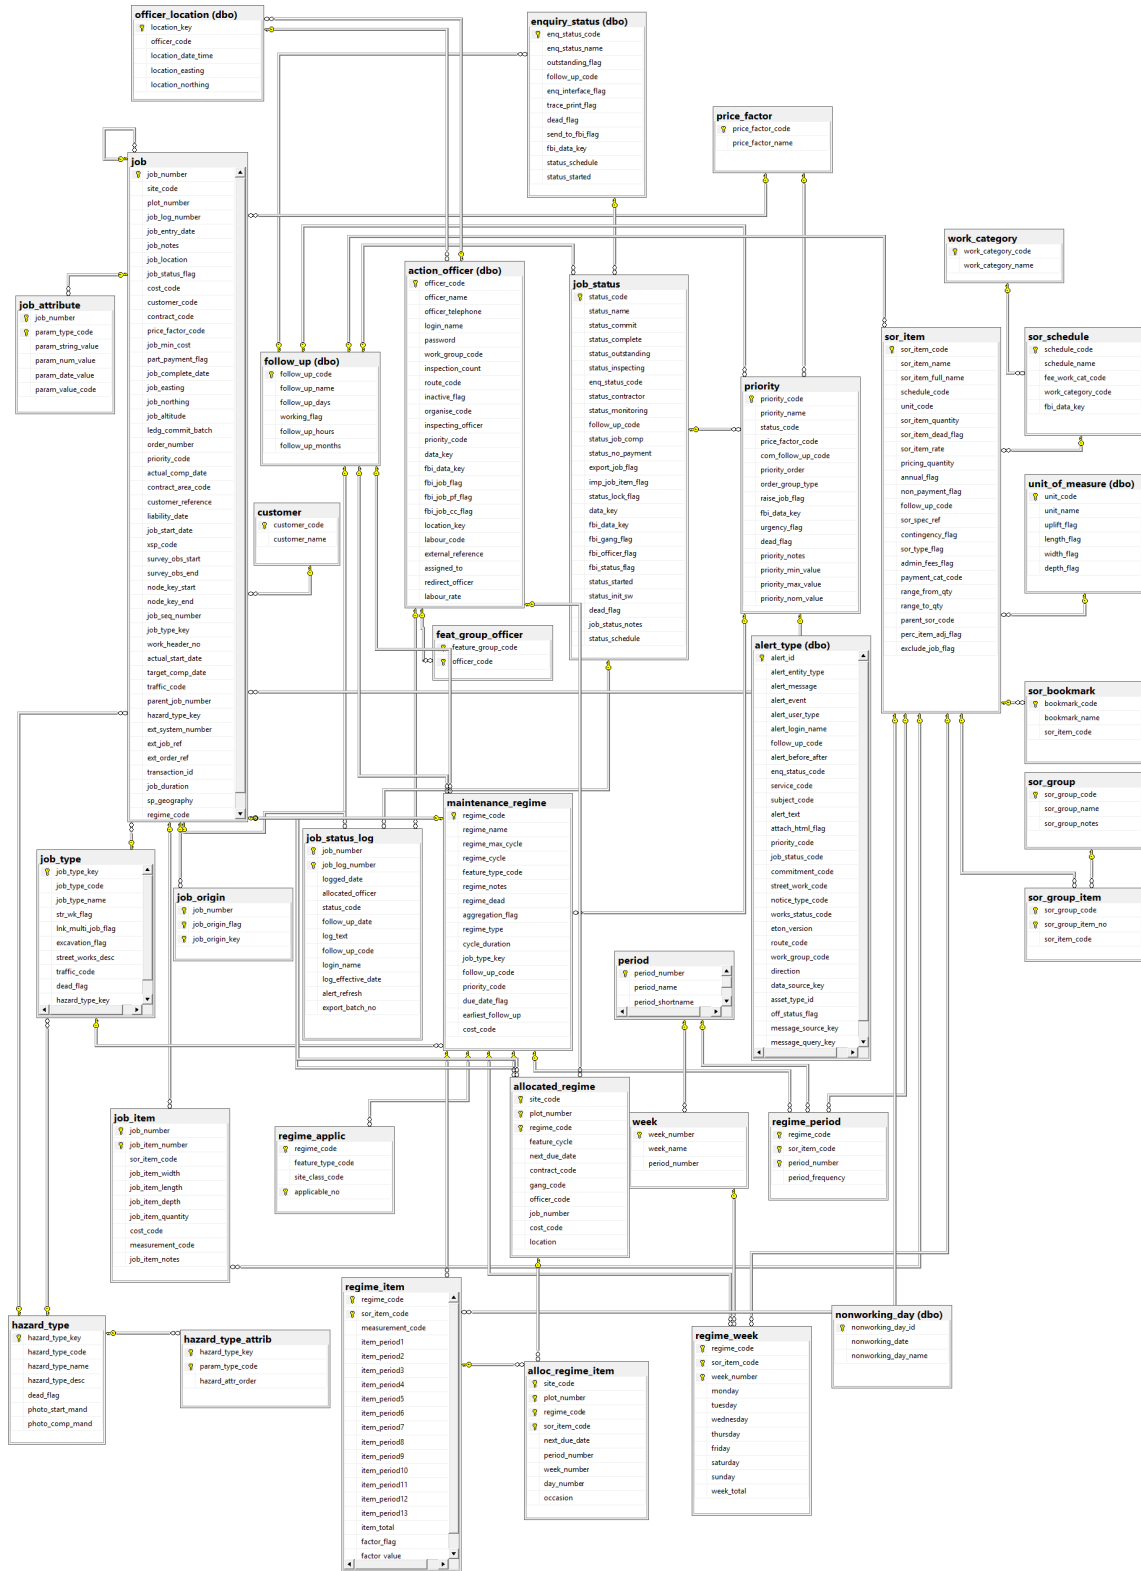 officer_location (dbo)
location_key
officer_code
location_date_time
location_easting
location_northing
enquiry_status (dbo)
enq_status_code
enq_status_name
outstanding_flag
follow_up_code
enq_interface_flag
trace_print_flag
dead_flag
send_to_fbi_flag
fbi_data_key
status_schedule
status_started
price_factor
price_factor_code
price_factor_name
job
job_number
site_code
plot_number
job_log_number
job_entry_date
job_notes
job_location
job_status_flag
cost_code
customer_code
contract_code
price_factor_code
job_min_cost
part_payment_flag
job_complete_date
job_easting
job_northing
job_altitude
ledg_commit_batch
order_number
priority_code
actual_comp_date
contract_area_code
customer_reference
liability_date
job_start_date
xsp_code
survey_obs_start
survey_obs_end
node_key_start
node_key_end
job_seq_number
job_type_key
work_header_no
actual_start_date
target_comp_date
traffic_code
parent_job_number
hazard_type_key
ext_system_number
ext_job_ref
ext_order_ref
transaction_id
job_duration
sp_geography
regime_code
job_attribute
job_number
param_type_code
param_string_value
param_num_value
param_date_value
param_value_code
action_officer (dbo)
officer_code
officer_name
officer_telephone
login_name
password
work_group_code
inspection_count
route_code
inactive_flag
organise_code
inspecting_officer
priority_code
data_key
fbi_data_key
fbi_job_flag
fbi_job_pf_flag
fbi_job_cc_flag
location_key
labour_code
external_reference
assigned_to
redirect_officer
labour_rate
job_status
status_code
status_name
status_commit
status_complete
status_outstanding
status_inspecting
enq_status_code
status_contractor
status_monitoring
follow_up_code
status_job_comp
status_no_payment
export_job_flag
imp_job_item_flag
status_lock_flag
data_key
fbi_data_key
fbi_gang_flag
fbi_officer_flag
fbi_status_flag
status_started
status_init_sw
dead_flag
job_status_notes
status_schedule
work_category
work_category_code
work_category_name
sor_item
sor_item_code
sor_item_name
sor_item_full_name
schedule_code
unit_code
sor_item_quantity
sor_item_dead_flag
sor_item_rate
pricing_quantity
annual_flag
non_payment_flag
follow_up_code
sor_spec_ref
contingency_flag
sor_type_flag
admin_fees_flag
payment_cat_code
range_from_qty
range_to_qty
parent_sor_code
perc_item_adj_flag
exclude_job_flag
sor_schedule
schedule_code
schedule_name
fee_work_cat_code
work_category_code
fbi_data_key
follow_up (dbo)
follow_up_code
follow_up_name
follow_up_days
working_flag
follow_up_hours
follow_up_months
priority
priority_code
priority_name
status_code
price_factor_code
com_follow_up_code
priority_order
order_group_type
raise_job_flag
fbi_data_key
urgency_flag
dead_flag
priority_notes
priority_min_value
priority_max_value
priority_nom_value
unit_of_measure (dbo)
unit_code
unit_name
uplift_flag
length_flag
width_flag
depth_flag
customer
customer_code
customer_name
feat_group_officer
feature_group_code
officer_code
alert_type (dbo)
alert_id
alert_entity_type
alert_message
alert_event
alert_user_type
alert_login_name
follow_up_code
alert_before_after
enq_status_code
service_code
subject_code
alert_text
attach_html_flag
priority_code
job_status_code
commitment_code
street_work_code
notice_type_code
works_status_code
eton_version
route_code
work_group_code
direction
data_source_key
asset_type_id
off_status_flag
message_source_key
message_query_key
sor_bookmark
bookmark_code
bookmark_name
sor_item_code
sor_group
sor_group_code
sor_group_name
sor_group_notes
sor_group_item
sor_group_code
sor_group_item_no
sor_item_code
maintenance_regime
regime_code
regime_name
regime_max_cycle
regime_cycle
feature_type_code
regime_notes
regime_dead
aggregation_flag
regime_type
cycle_duration
job_type_key
follow_up_code
priority_code
due_date_flag
earliest_follow_up
cost_code
job_status_log
job_number
job_log_number
logged_date
allocated_officer
status_code
follow_up_date
log_text
follow_up_code
login_name
log_effective_date
alert_refresh
export_batch_no
job_type
job_type_key
job_type_code
job_type_name
str_wk_flag
lnk_multi_job_flag
excavation_flag
street_works_desc
traffic_code
dead_flag
hazard_type_key
job_origin
job_number
job_origin_flag
job_origin_key
period
period_number
period_name
period_shortname
allocated_regime
site_code
plot_number
regime_code
feature_cycle
next_due_date
contract_code
gang_code
officer_code
job_number
cost_code
location
week
week_number
week_name
period_number
regime_period
regime_code
sor_item_code
period_number
period_frequency
job_item
job_number
job_item_number
sor_item_code
job_item_width
job_item_length
job_item_depth
job_item_quantity
cost_code
measurement_code
job_item_notes
regime_applic
regime_code
feature_type_code
site_class_code
applicable_no
regime_item
regime_code
sor_item_code
measurement_code
item_period1
item_period2
item_period3
item_period4
item_period5
item_period6
item_period7
item_period8
item_period9
item_period10
item_period11
item_period12
item_period13
item_total
factor_flag
factor_value
hazard_type
hazard_type_key
hazard_type_code
hazard_type_name
hazard_type_desc
dead_flag
photo_start_mand
photo_comp_mand
hazard_type_attrib
hazard_type_key
param_type_code
hazard_attr_order
alloc_regime_item
site_code
plot_number
regime_code
sor_item_code
next_due_date
period_number
week_number
day_number
occasion
regime_week
regime_code
sor_item_code
week_number
monday
tuesday
wednesday
thursday
friday
saturday
sunday
week_total
nonworking_day (dbo)
nonworking_day_id
nonworking_date
nonworking_day_name